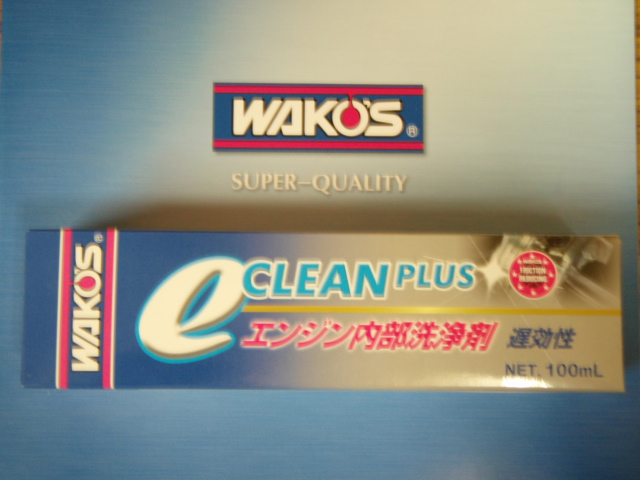 WAKO'S®
SUPER-QUALITY
WAKO'S®
e CLEAN PLUS
FRICTION
エンジン内部洗浄剤 遅効性
NET. 100mL